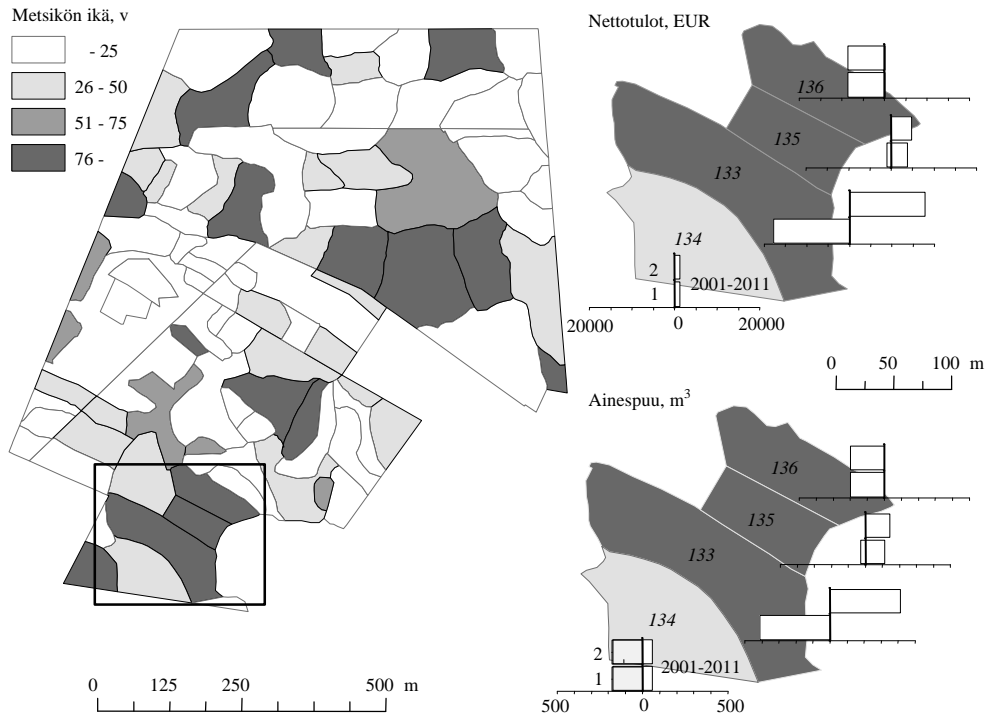 Metsikön ikä, v
- 25
26 - 50
51 - 75
76 -
0 125 250 500 m
Nettotulot, EUR
136
135
133
134
2
1
2001-2011
20000 0 20000
0 50 100 m
Ainespuu, m³
136
135
133
134
2
1
2001-2011
500 0 500